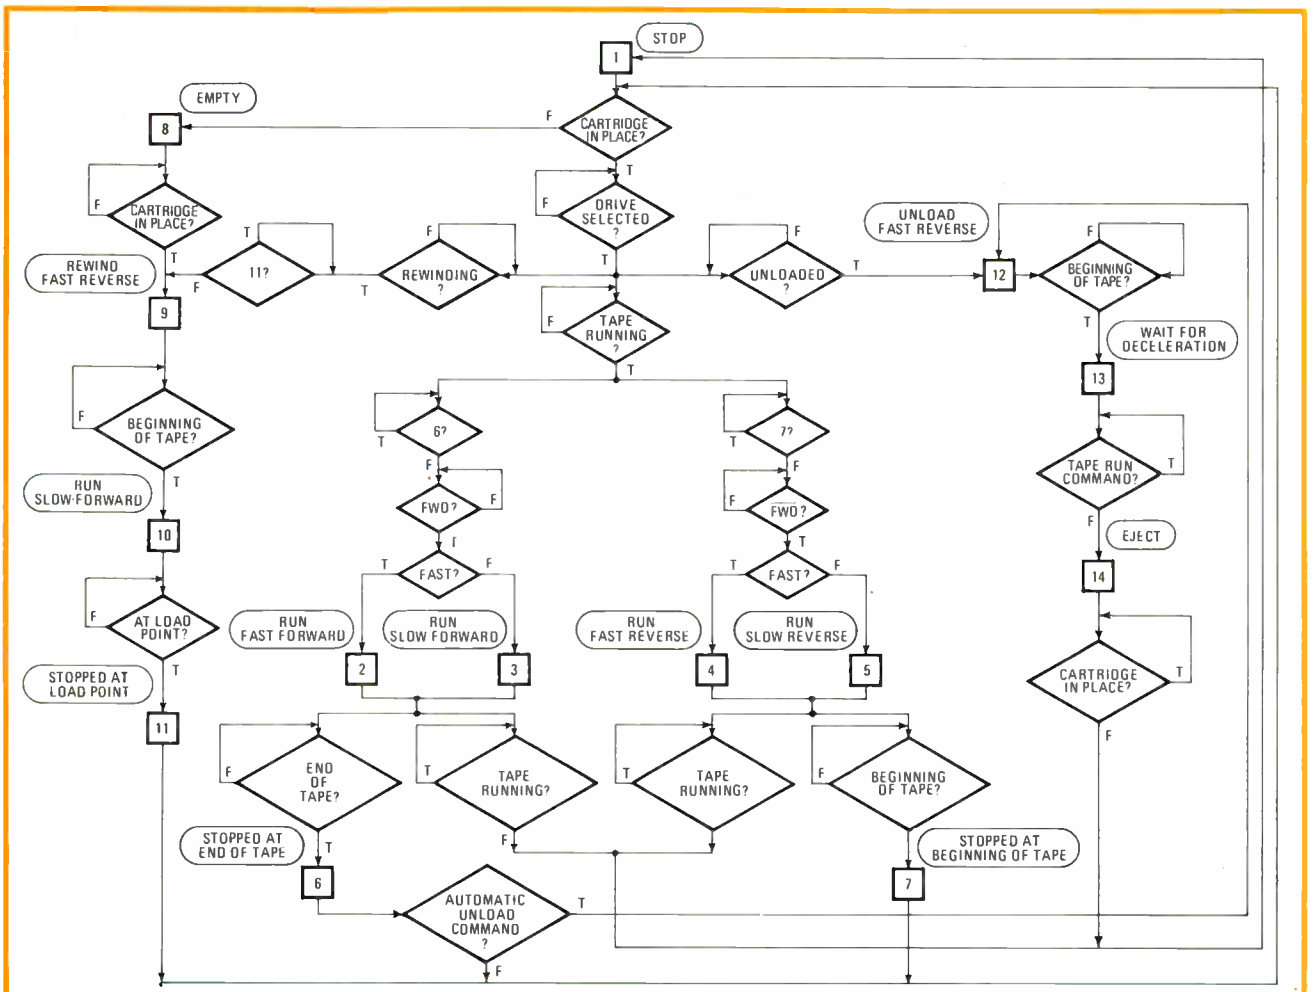 STOP
1
EMPTY
8
F
CARTRIDGE
IN PLACE?
T
F
CARTRIDGE
IN PLACE?
T
F
DRIVE
SELECTED
?
T
UNLOAD
FAST REVERSE
REWIND
FAST REVERSE
T
11?
F
F
REWINDING
?
T
F
UNLOADED
?
T
12
F
BEGINNING
OF TAPE?
T
9
F
TAPE
RUNNING
?
T
WAIT FOR
DECELERATION
13
F
BEGINNING
OF TAPE?
T
6?
T
F
7?
T
F
TAPE RUN
COMMAND?
T
F
RUN
SLOW FORWARD
10
FWD?
F
T
F
FWD?
T
EJECT
14
T
FAST?
F
T
FAST?
F
F
AT LOAD
POINT?
T
RUN
FAST FORWARD
RUN
SLOW FORWARD
RUN
FAST REVERSE
RUN
SLOW REVERSE
2
3
4
5
CARTRIDGE
IN PLACE?
T
F
STOPPED AT
LOAD POINT
11
F
END
OF
TAPE?
T
T
TAPE
RUNNING?
F
T
TAPE
RUNNING?
F
BEGINNING
OF TAPE?
STOPPED AT
END OF TAPE
6
STOPPED AT
BEGINNING OF TAPE
7
AUTOMATIC
UNLOAD
COMMAND
?
T
F